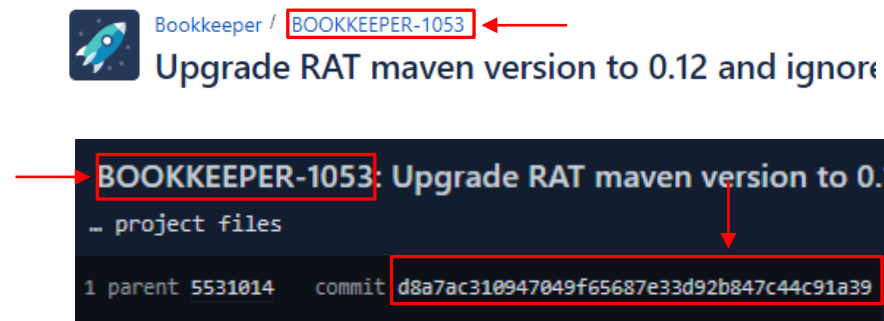 Bookkeeper / BOOKKEEPER-1053
Upgrade RAT maven version to 0.12 and ignore
BOOKKEEPER-1053: Upgrade RAT maven version to 0.
… project files
1 parent 5531014 commit d8a7ac310947049f65687e33d92b847c44c91a39